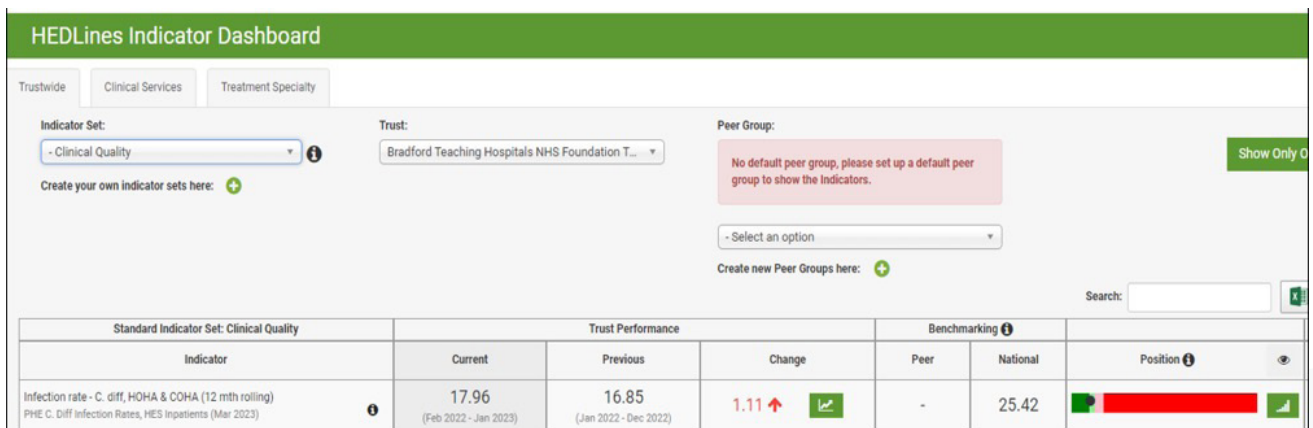 HEDLines Indicator Dashboard
Trustwide Clinical Services Treatment Specialty
Indicator Set: Trust: Peer Group:
- Clinical Quality Bradford Teaching Hospitals NHS Foundation T...
No default peer group, please set up a default peer
group to show the Indicators.
Show Only O
Create your own indicator sets here:
- Select an option
Create new Peer Groups here:
Search:
Standard Indicator Set: Clinical Quality Trust Performance Benchmarking
Indicator Current Previous Change Peer National Position
Infection rate - C. diff, HOHA & COHA (12 mth rolling) 17.96 16.85 1.11 - 25.42
PHE C. Diff Infection Rates, HES Inpatients (Mar 2023) (Feb 2022 - Jan 2023) (Jan 2022 - Dec 2022)